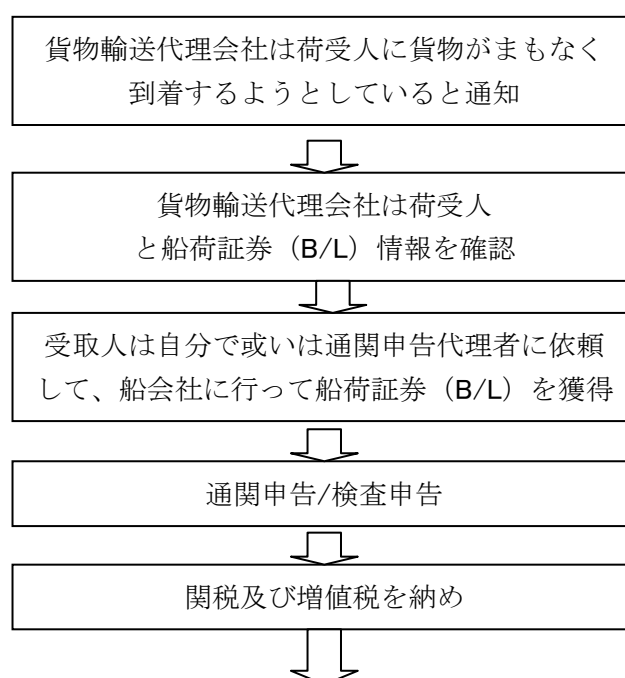 貨物輸送代理会社は荷受人に貨物がまもなく
到着するようとしていると通知
貨物輸送代理会社は荷受人
と船荷証券（B/L）情報を確認
受取人は自分で或いは通関申告代理者に依頼
して、船会社に行って船荷証券（B/L）を獲得
通関申告/検査申告
関税及び増値税を納め